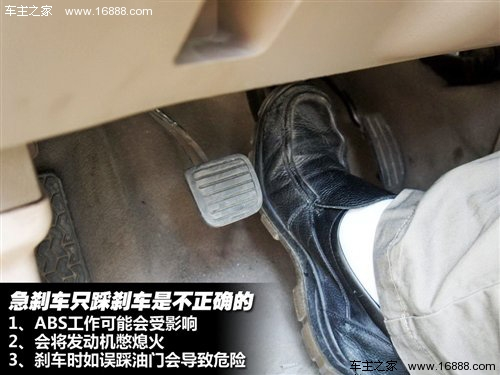 车主之家 www.16888.com
急刹车只踩刹车是不正确的
1、ABS工作可能会受影响
2、会将发动机憋熄火
3、刹车时如误踩油门会导致危险
车主之家 www.16888.com